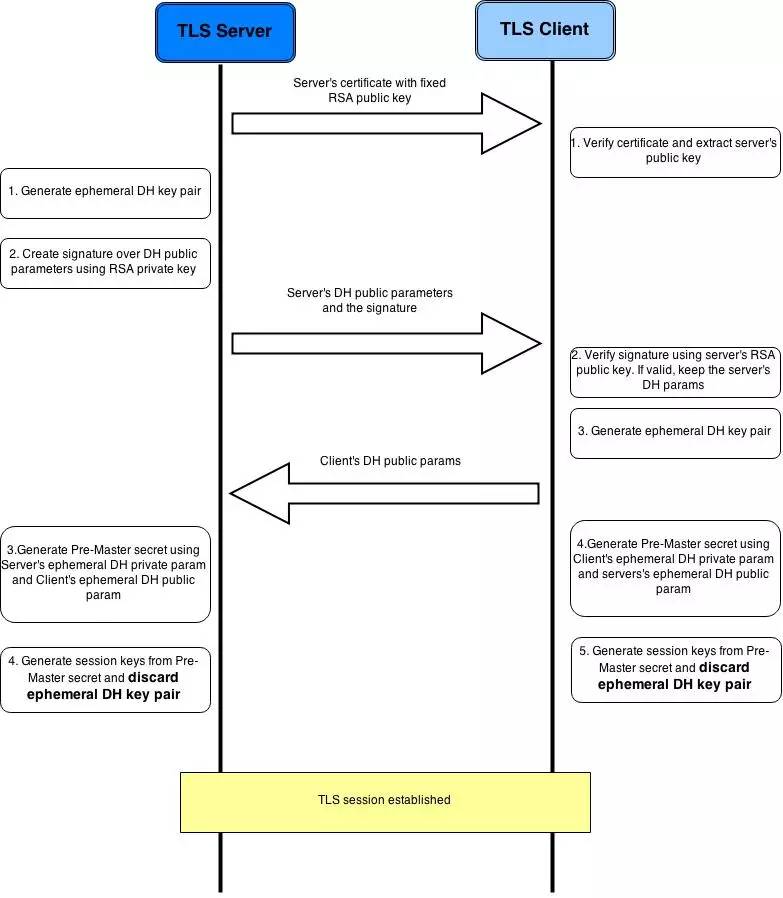 TLS Server
TLS Client
Server's certificate with fixed
RSA public key
1. Verify certificate and extract server's
public key
1. Generate ephemeral DH key pair
2. Create signature over DH public
parameters using RSA private key
Server's DH public parameters
and the signature
2. Verify signature using server's RSA
public key. If valid, keep the server's
DH params
3. Generate ephemeral DH key pair
Client's DH public params
3.Generate Pre-Master secret using
Server's ephemeral DH private param
and Client's ephemeral DH public
param
4.Generate Pre-Master secret using
Client's ephemeral DH private param
and servers's ephemeral DH public
param
4. Generate session keys from Pre-
Master secret and discard
ephemeral DH key pair
5. Generate session keys from Pre-
Master secret and discard
ephemeral DH key pair
TLS session established